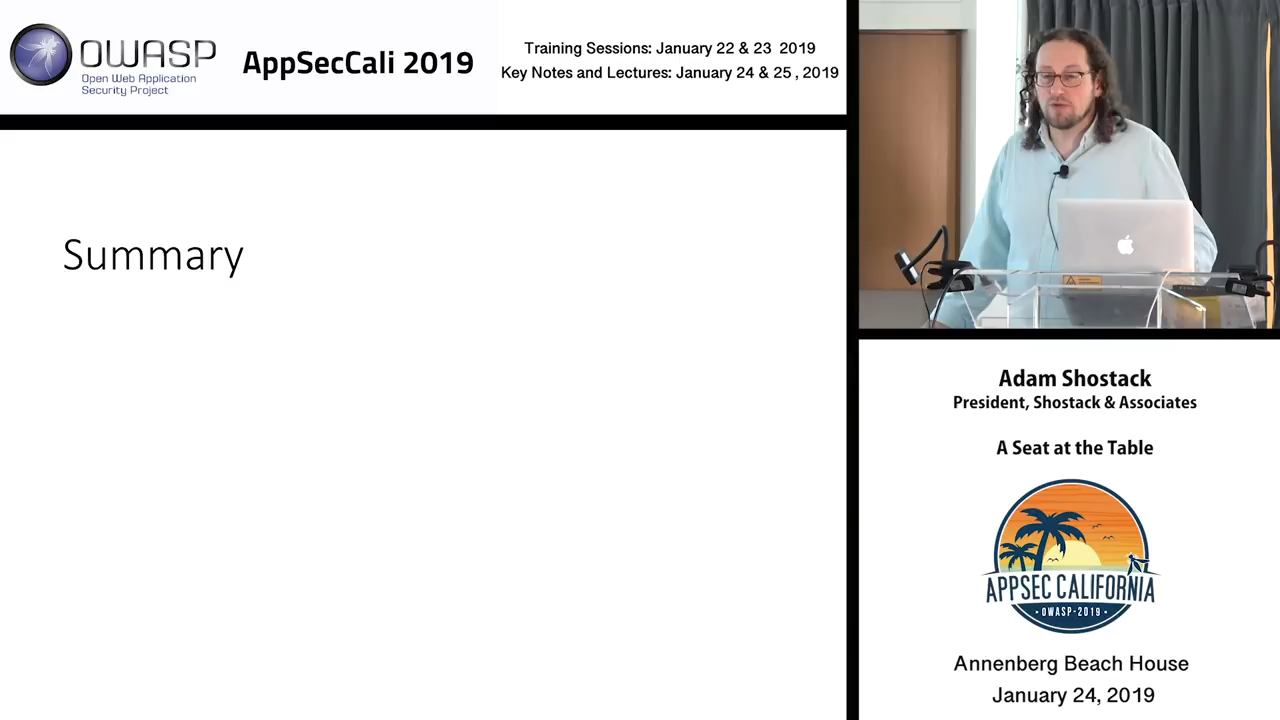 OWASP
Open Web Application
Security Project
AppSecCali 2019
Training Sessions: January 22 & 23 2019
Key Notes and Lectures: January 24 & 25 , 2019
Summary
Adam Shostack
President, Shostack & Associates
A Seat at the Table
APPSEC CALIFORNIA
• OWASP-2019 •
Annenberg Beach House
January 24, 2019